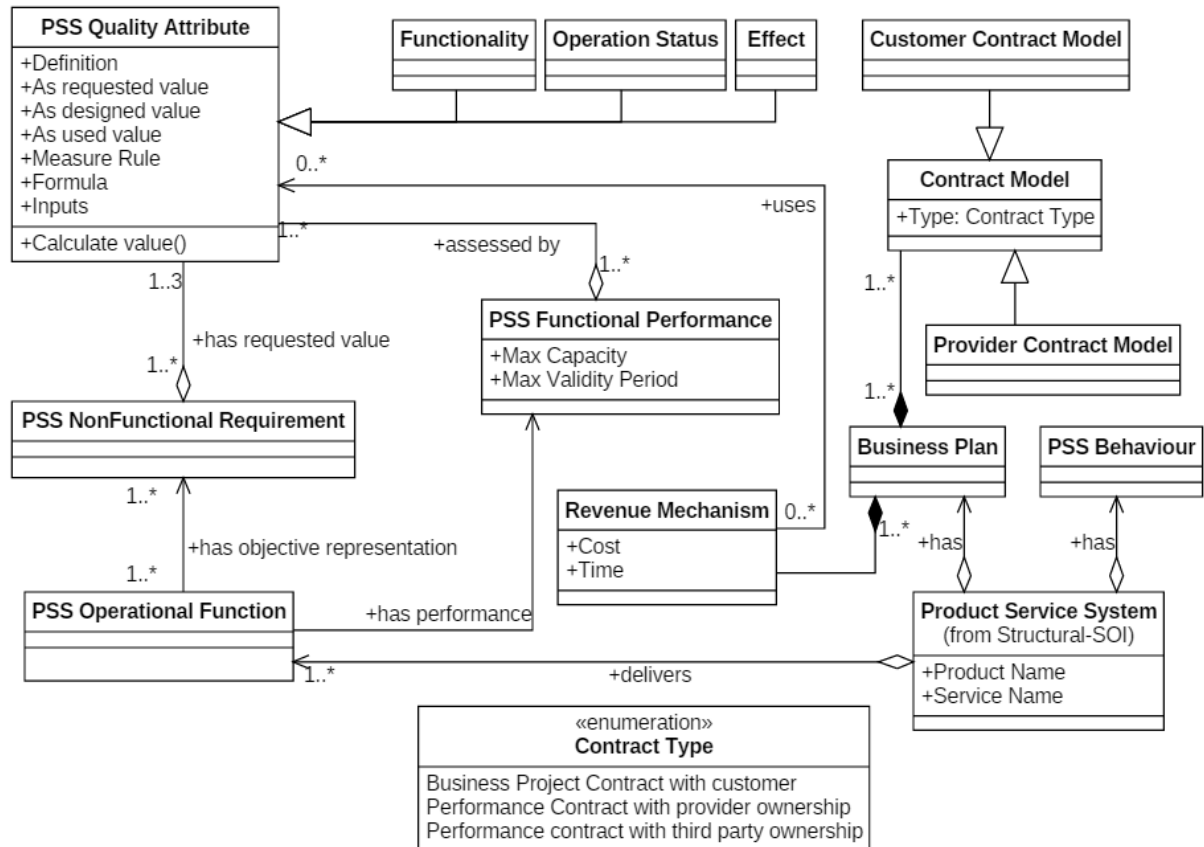 PSS Quality Attribute
+Definition
+As requested value
+As designed value
+As used value
+Measure Rule
+Formula
+Inputs
+Calculate value()
Functionality
Operation Status
Effect
Customer Contract Model
0..*
+uses
Contract Model
+Type: Contract Type
1..*
+assessed by
1..*
1..3
+has requested value
1..*
PSS Functional Performance
+Max Capacity
+Max Validity Period
1..*
Provider Contract Model
1..*
PSS NonFunctional Requirement
Business Plan
PSS Behaviour
1..*
+has objective representation
1..*
Revenue Mechanism
+Cost
+Time
0..*
1..*
+has
+has
PSS Operational Function
+has performance
Product Service System
(from Structural-SOI)
+Product Name
+Service Name
1..*
+delivers
«enumeration»
Contract Type
Business Project Contract with customer
Performance Contract with provider ownership
Performance contract with third party ownership